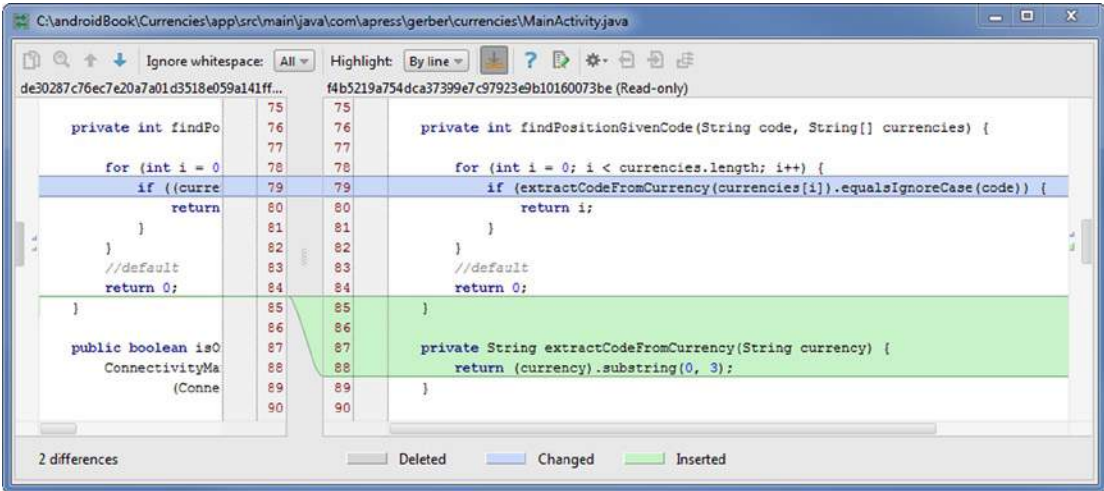 C:\androidBook\Currencies\app\src\main\java\com\apress\gerber\currencies\MainActivity.java
Ignore whitespace: All Highlight: By line ?
de30287c76ec7e20a7a01d3518e059a141ff... f4b5219a754dca37399e7c97923e9b10160073be (Read-only)
75 75
private int findPo 76 76 private int findPositionGivenCode(String code, String[] currencies) {
77 77
for (int i = 0 78 78 for (int i = 0; i < currencies.length; i++) {
if ((curre 79 79 if (extractCodeFromCurrency(currencies[i]).equalsIgnoreCase(code)) {
return 80 80 return i;
} 81 81 }
} 82 82 }
//default 83 83 //default
return 0; 84 84 return 0;
} 85 85 }
86 86
public boolean isO 87 87 private String extractCodeFromCurrency(String currency) {
ConnectivityMa 88 88 return (currency).substring(0, 3);
(Conne 89 89 }
90 90
2 differences Deleted Changed Inserted